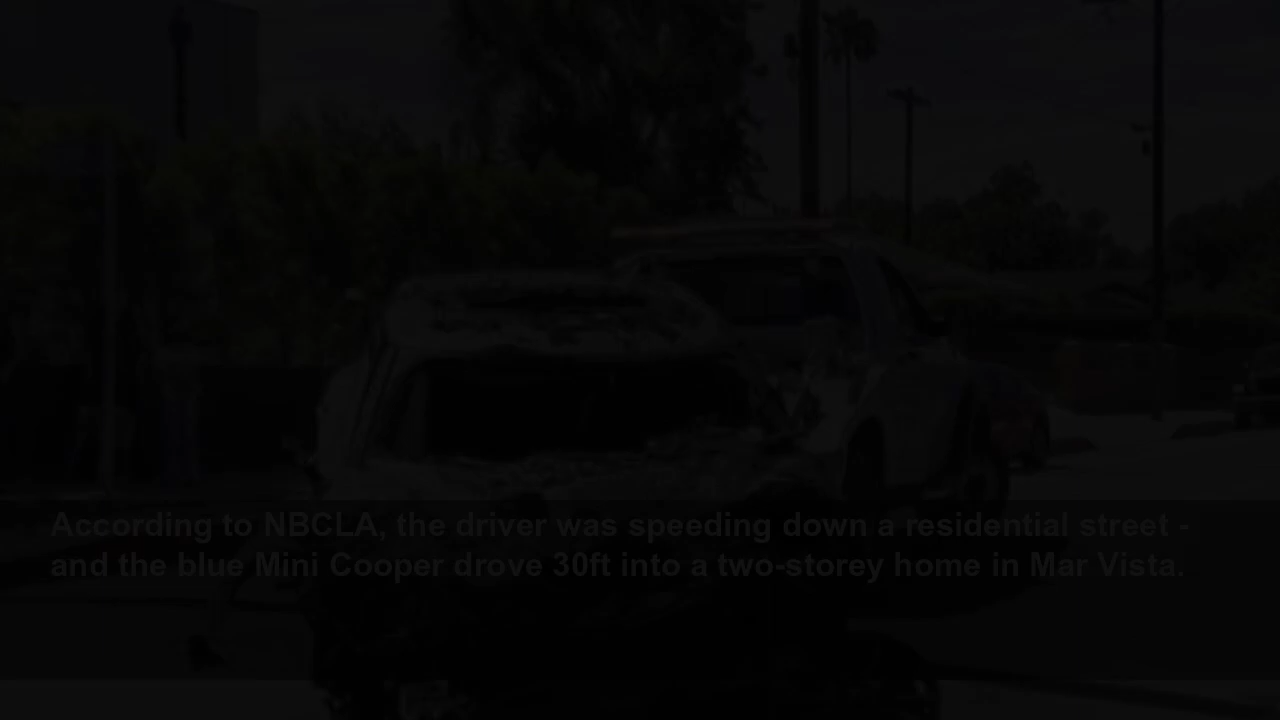 According to NBCLA, the driver was speeding down a residential street -
and the blue Mini Cooper drove 30ft into a two-storey home in Mar Vista.